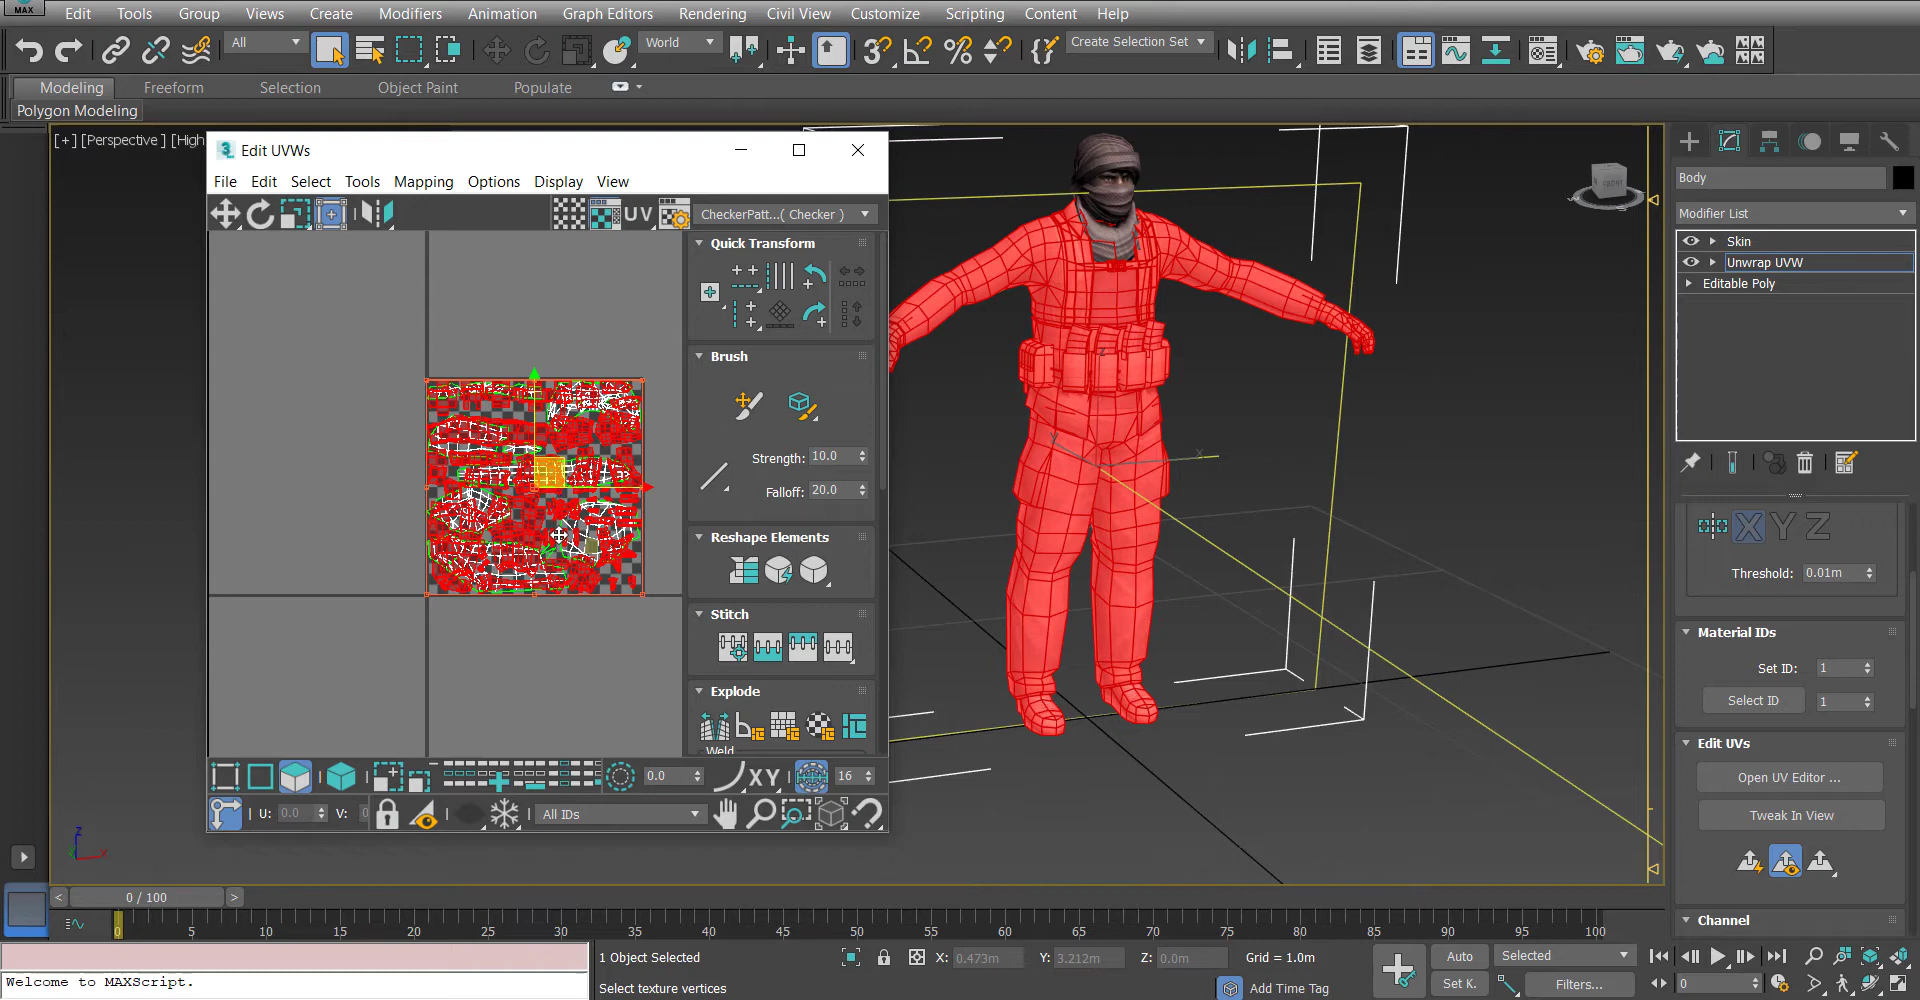 MAX
Edit Tools Group Views Create Modifiers Animation Graph Editors Rendering Civil View Customize Scripting Content Help
All
World
Create Selection Set
Modeling Freeform Selection Object Paint Populate
Polygon Modeling
[+] [Perspective ] [High
Edit UVWs
File Edit Select Tools Mapping Options Display View
UV
CheckerPatt...( Checker )
Quick Transform
Brush
Strength: 10.0
Falloff: 20.0
Reshape Elements
Stitch
Explode
Weld
0.0
XY
16
U: 0.0
V: 0
All IDs
FRONT
Body
Modifier List
Skin
Unwrap UVW
Editable Poly
X Y Z
Threshold: 0.01m
Material IDs
Set ID: 1
Select ID 1
Edit UVs
Open UV Editor ...
Tweak In View
Channel
z
x
y
z
x
< 0 / 100 >
0 5 10 15 20 25 30 35 40 45 50 55 60 65 70 75 80 85 90 95 100
Welcome to MAXScript.
1 Object Selected
X: 0.473m
Y: 3.212m
Z: 0.0m
Grid = 1.0m
Select texture vertices
Add Time Tag
Auto
Selected
Set K.
Filters...
0